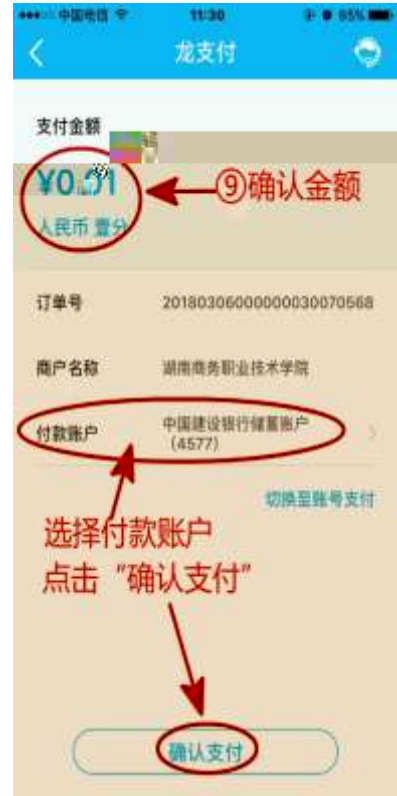 中国电信 11:30 65%
龙支付
支付金额
¥0.01
⑨确认金额
人民币 壹分
订单号 20180306000000030070568
商户名称 湖南商务职业技术学院
付款账户 中国建设银行储蓄账户
(4577)
切换至账号支付
选择付款账户
点击“确认支付”
确认支付